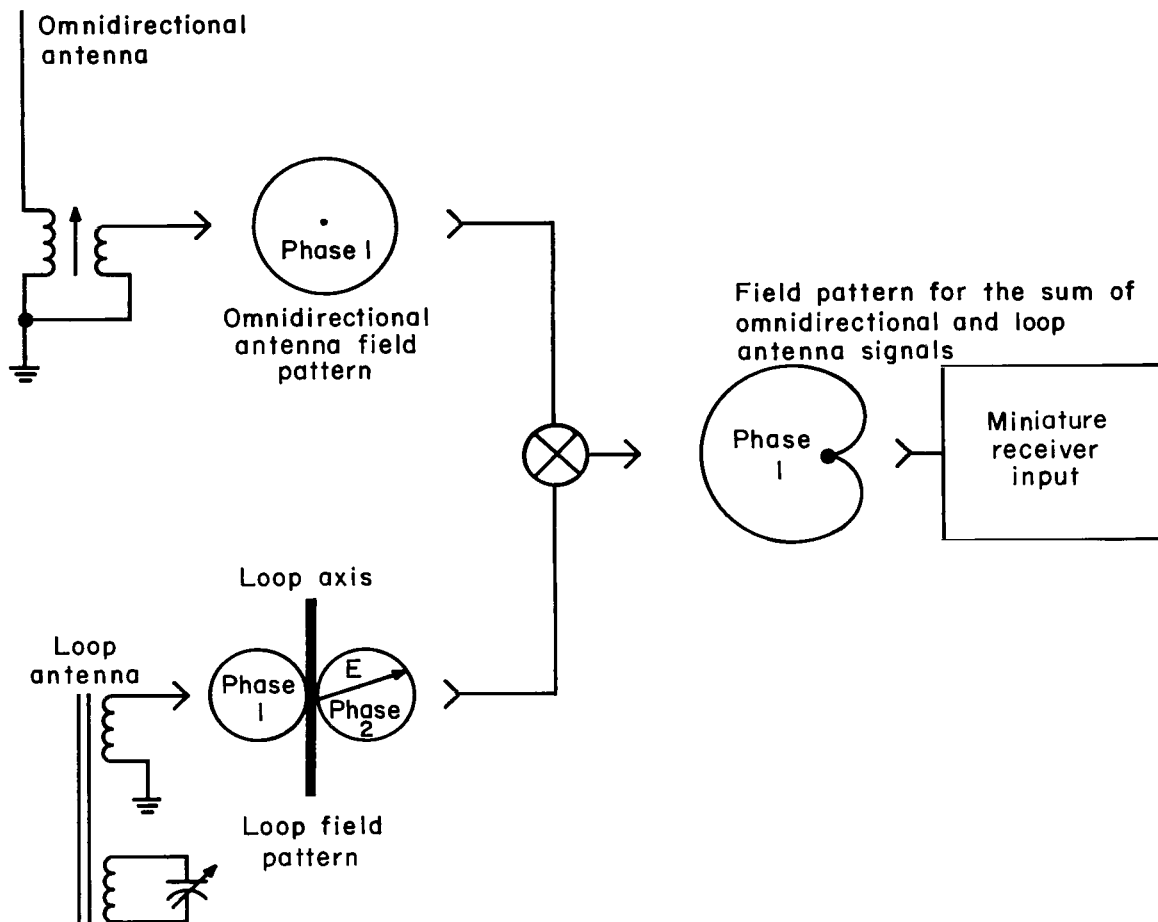 Omnidirectional
antenna
Phase 1
Omnidirectional
antenna field
pattern
Field pattern for the sum of
omnidirectional and loop
antenna signals
Phase
1
Miniature
receiver
input
Loop axis
Loop
antenna
Phase
1
E
Phase
2
Loop field
pattern